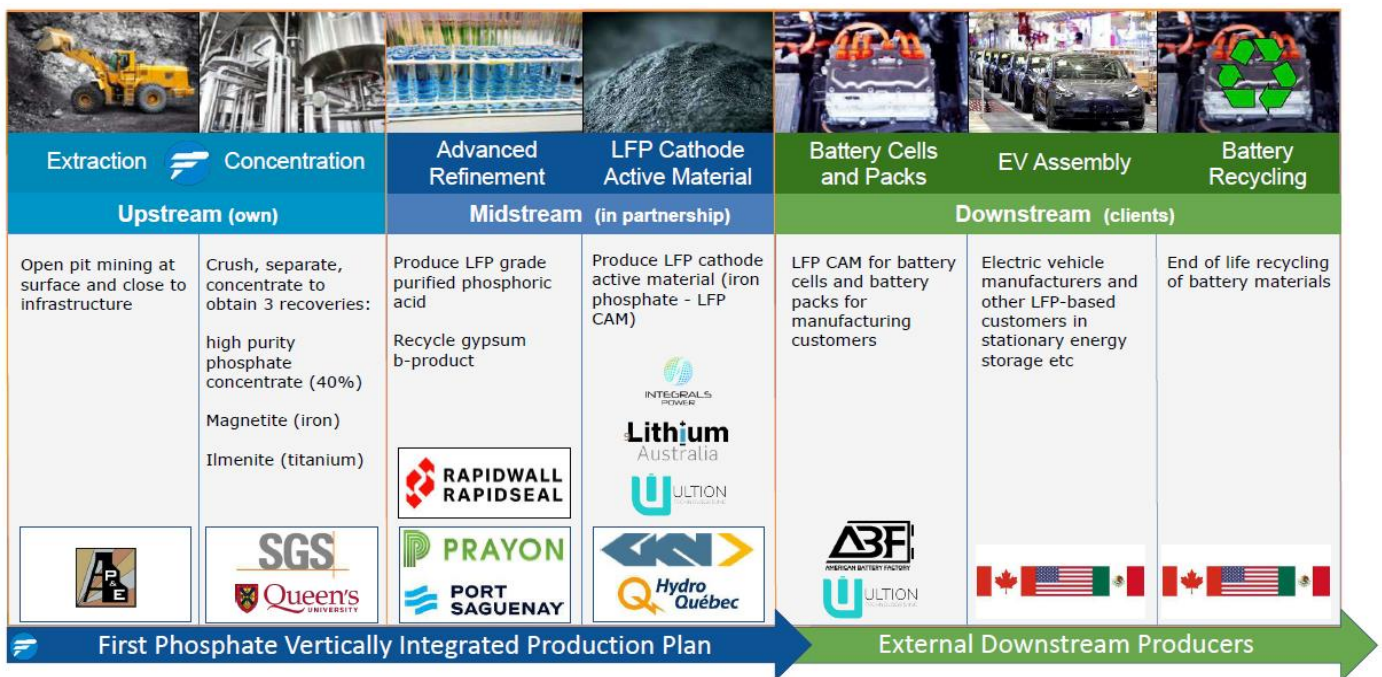 Extraction
Concentration
Advanced
Refinement
LFP Cathode
Active Material
Battery Cells
and Packs
EV Assembly
Battery
Recycling
Upstream (own)
Midstream (in partnership)
Downstream (clients)
Open pit mining at
surface and close to
infrastructure
Crush, separate,
concentrate to
obtain 3 recoveries:
high purity
phosphate
concentrate (40%)
Magnetite (iron)
Ilmenite (titanium)
SGS
Queen's
UNIVERSITY
A
P&
E
Produce LFP grade
purified phosphoric
acid
Recycle gypsum
b-product
RAPIDWALL
RAPIDSEAL
PRAYON
PORT
SAGUENAY
Produce LFP cathode
active material (iron
phosphate - LFP
CAM)
INTEGRALS
POWER
Lithium
Australia
ULTION
GKN
Hydro
Québec
LFP CAM for battery
cells and battery
packs for
manufacturing
customers
ABF
AMERICAN BATTERY FACTORY
ULTION
Electric vehicle
manufacturers and
other LFP-based
customers in
stationary energy
storage etc
End of life recycling
of battery materials
First Phosphate Vertically Integrated Production Plan
External Downstream Producers